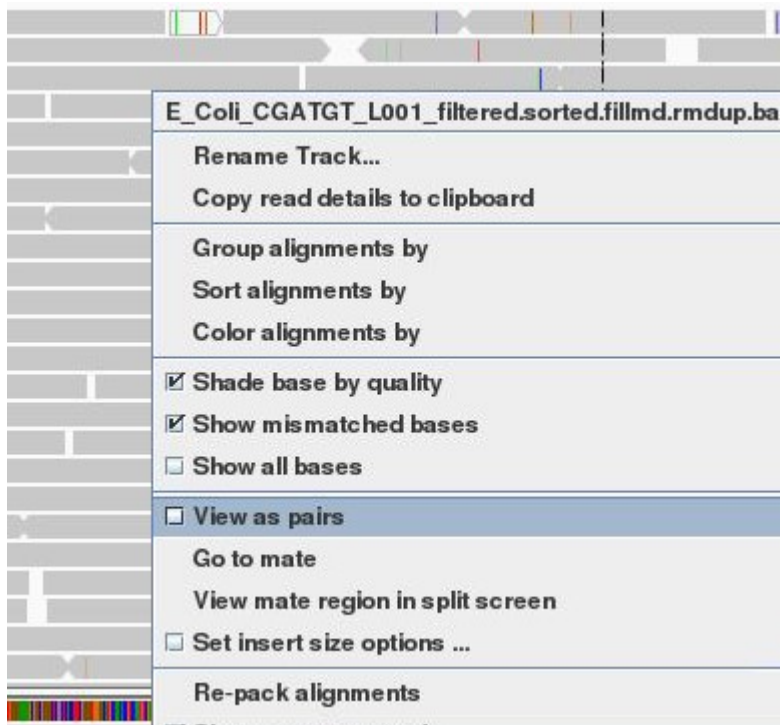 E_Coli_CGATGT_L001_filtered.sorted.fillmd.rmdup.ba
Rename Track...
Copy read details to clipboard
Group alignments by
Sort alignments by
Color alignments by
Shade base by quality
Show mismatched bases
Show all bases
View as pairs
Go to mate
View mate region in split screen
Set insert size options ...
Re-pack alignments